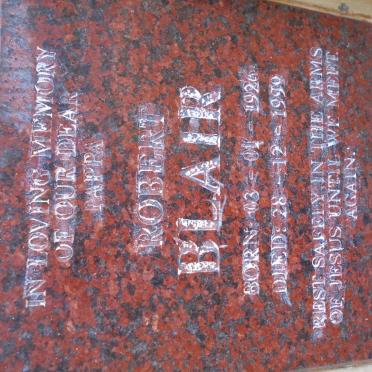 IN LOVING MEMORY
OF OUR DEAR
PAPPA
ROBERT
BLAIR
BORN: 03 - 01 - 1926
DIED: 28 - 12 - 1999
REST SAFELY IN THE ARMS
OF JESUS UNTIL WE MEET
AGAIN.